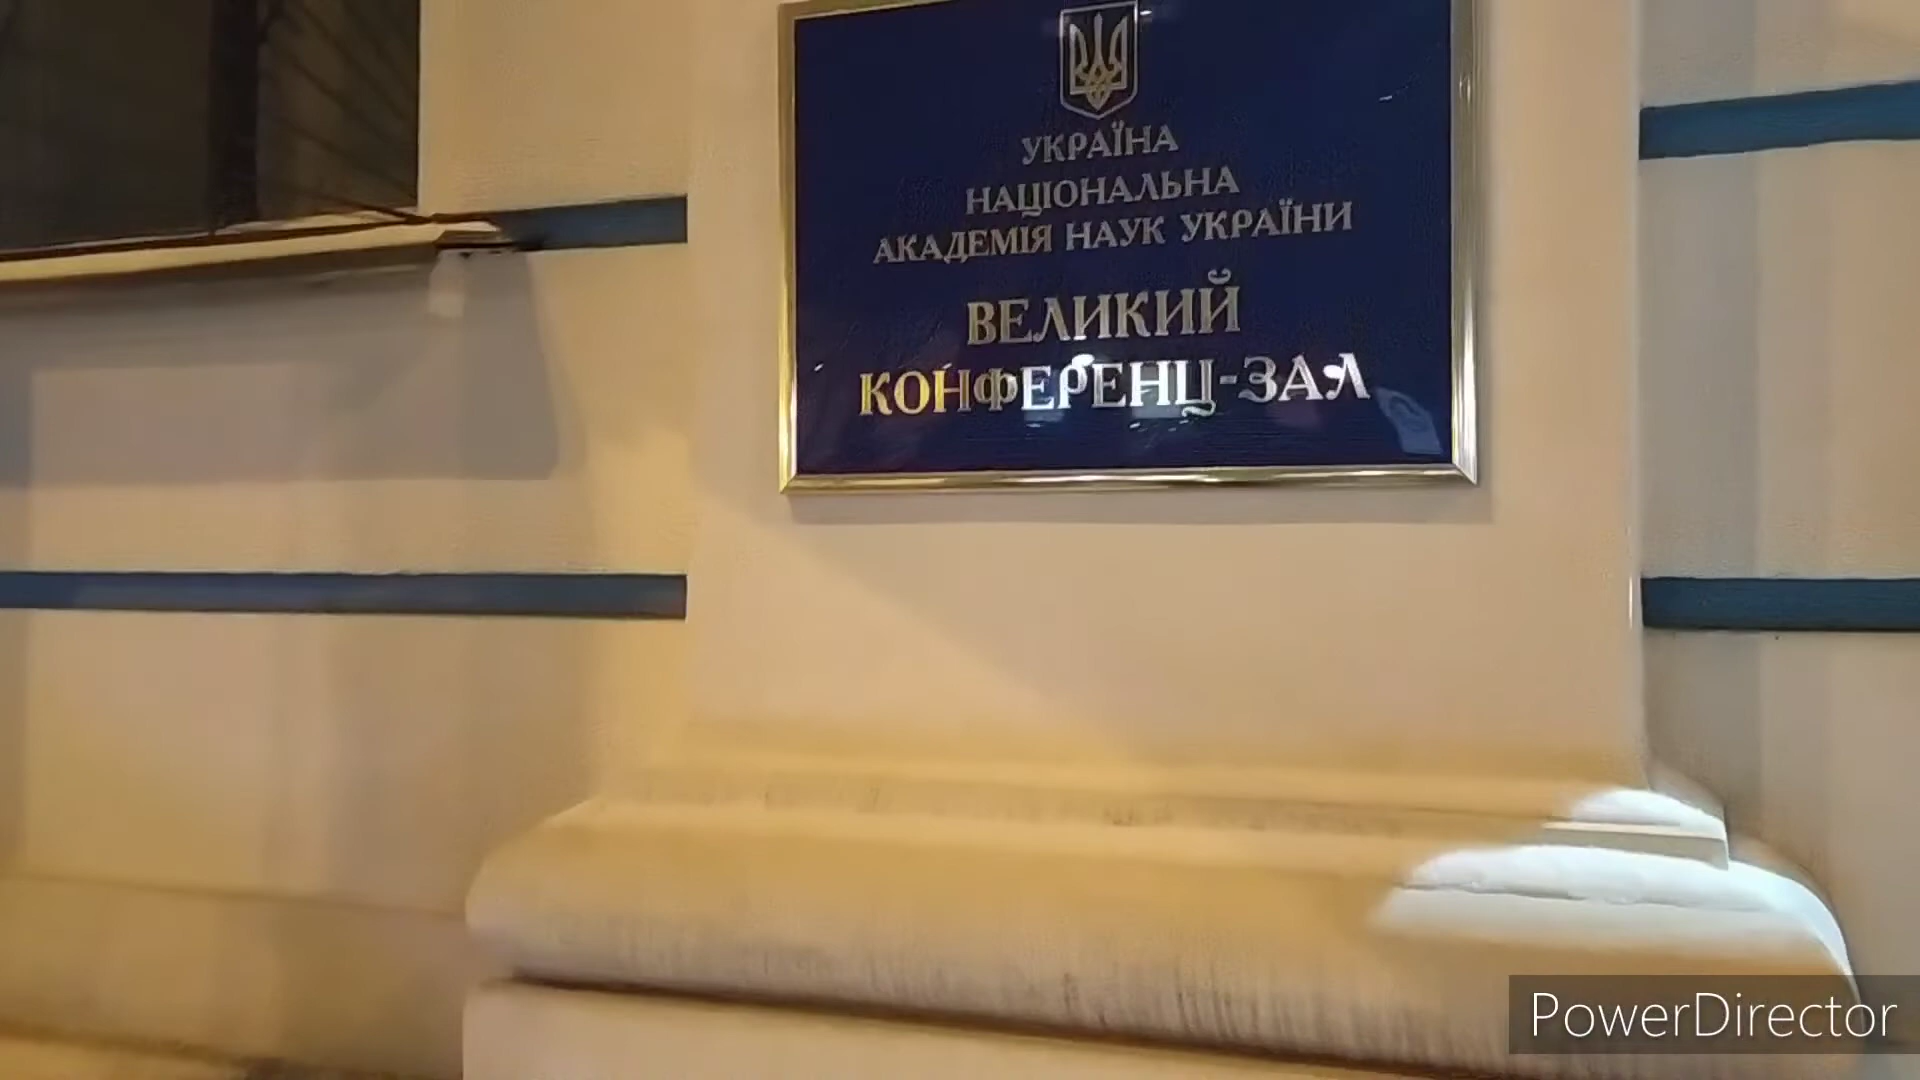 УКРАЇНА
НАЦІОНАЛЬНА
АКАДЕМІЯ НАУК УКРАЇНИ
ВЕЛИКИЙ
КОНФЕРЕНЦ-ЗАЛ
PowerDirector